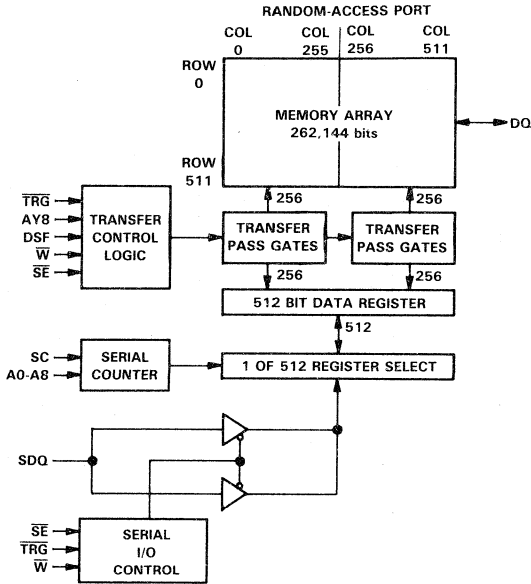 RANDOM-ACCESS PORT
COL 0
COL 255
COL 256
COL 511
ROW 0
MEMORY ARRAY
262,144 bits
DQ
ROW 511
256
256
TRG
AY8
DSF
W
SE
TRANSFER
CONTROL
LOGIC
TRANSFER
PASS GATES
TRANSFER
PASS GATES
256
256
512 BIT DATA REGISTER
512
SC
A0-A8
SERIAL
COUNTER
1 OF 512 REGISTER SELECT
SDQ
SE
TRG
W
SERIAL
I/O
CONTROL